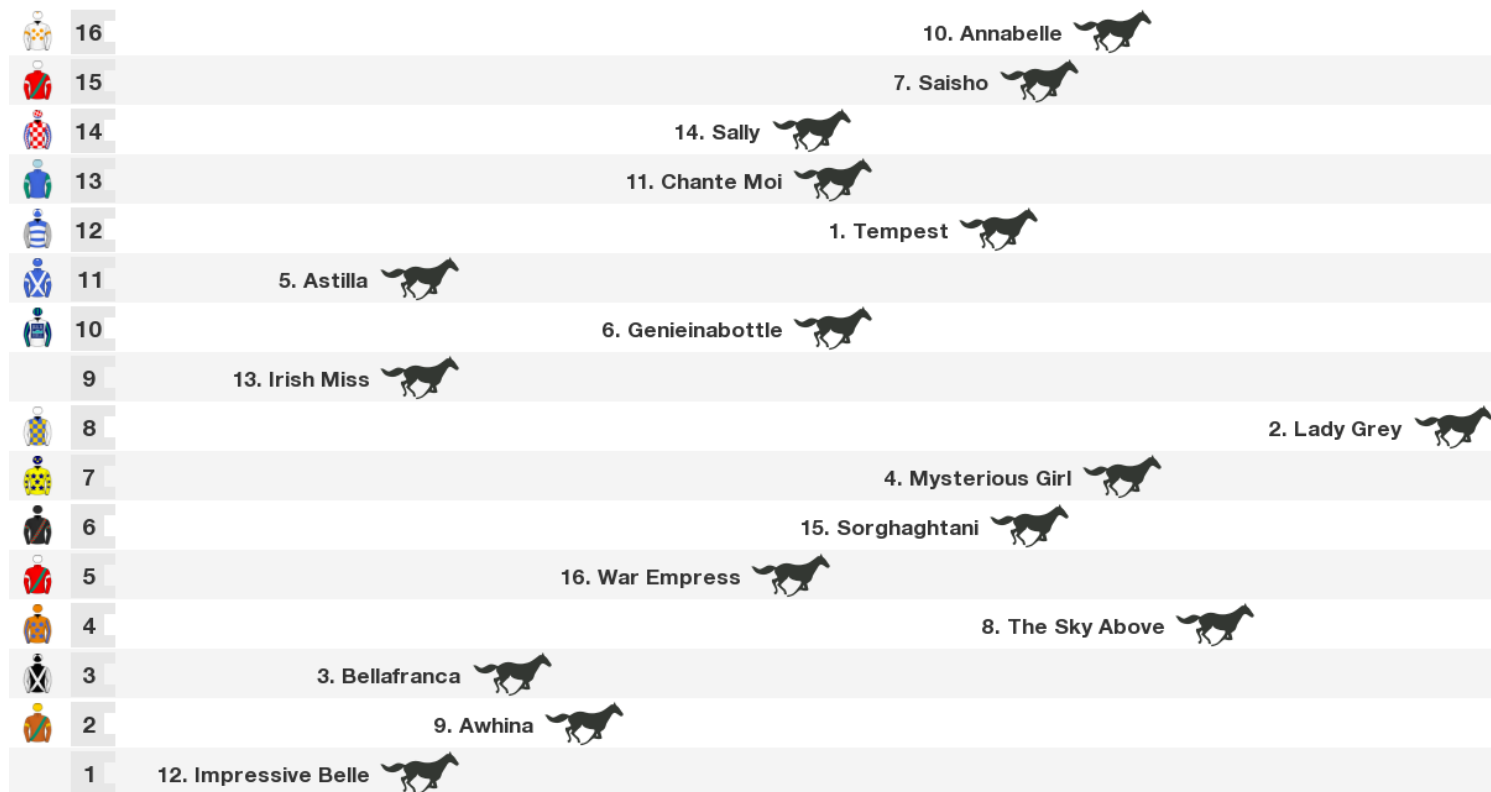 16 10. Annabelle
15 7. Saisho
14 14. Sally
13 11. Chante Moi
12 1. Tempest
11 5. Astilla
10 6. Genieinabottle
9 13. Irish Miss
8 2. Lady Grey
7 4. Mysterious Girl
6 15. Sorghaghtani
5 16. War Empress
4 8. The Sky Above
3 3. Bellafranca
2 9. Awhina
1 12. Impressive Belle